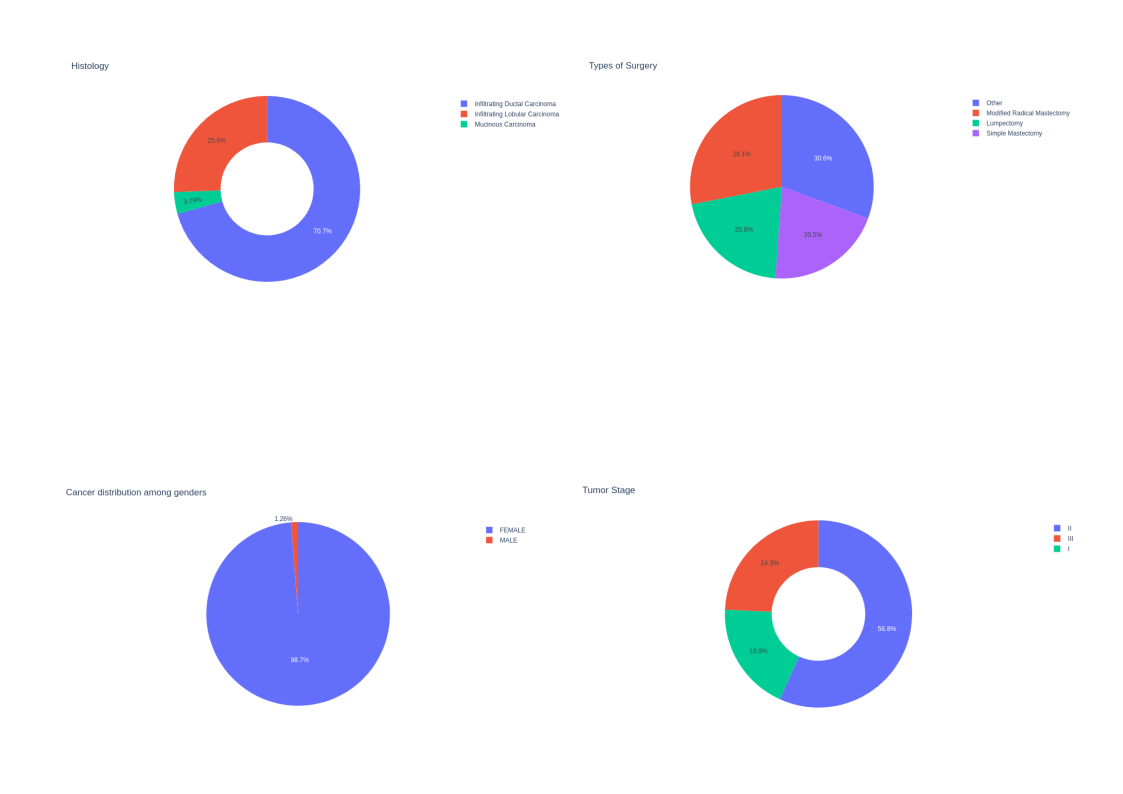 Histology
Infiltrating Ductal Carcinoma
Infiltrating Lobular Carcinoma
Mucinous Carcinoma
25.6%
3.79%
70.7%
Types of Surgery
Other
Modified Radical Mastectomy
Lumpectomy
Simple Mastectomy
30.6%
28.1%
20.8%
20.5%
Cancer distribution among genders
FEMALE
MALE
1.26%
98.7%
Tumor Stage
II
III
I
24.3%
56.8%
18.9%